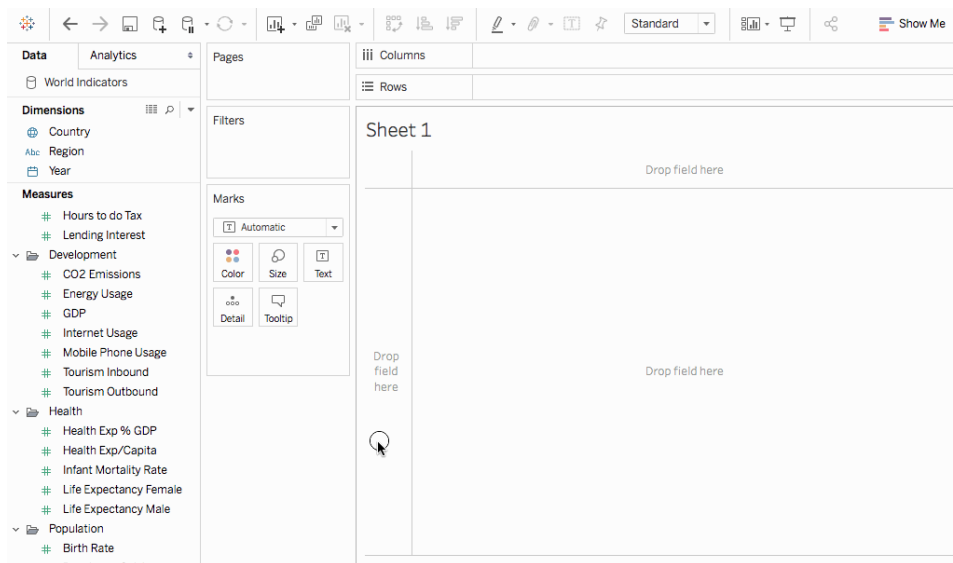 Standard
Show Me
Data Analytics
World Indicators
Dimensions
Country
Abc Region
Year
Measures
Hours to do Tax
Lending Interest
Development
CO2 Emissions
Energy Usage
GDP
Internet Usage
Mobile Phone Usage
Tourism Inbound
Tourism Outbound
Health
Health Exp % GDP
Health Exp/Capita
Infant Mortality Rate
Life Expectancy Female
Life Expectancy Male
Population
Birth Rate
Pages
Filters
Marks
T Automatic
Color Size Text
Detail Tooltip
Columns
Rows
Sheet 1
Drop field here
Drop
field
here
Drop field here